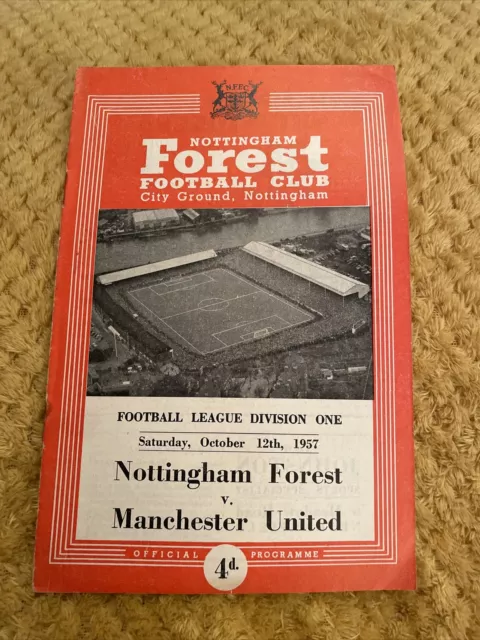 N.F.F.C.
NOTTINGHAM
Forest
FOOTBALL CLUB
City Ground, Nottingham
FOOTBALL LEAGUE DIVISION ONE
Saturday, October 12th, 1957
Nottingham Forest
v.
Manchester United
OFFICIAL PROGRAMME
4d.